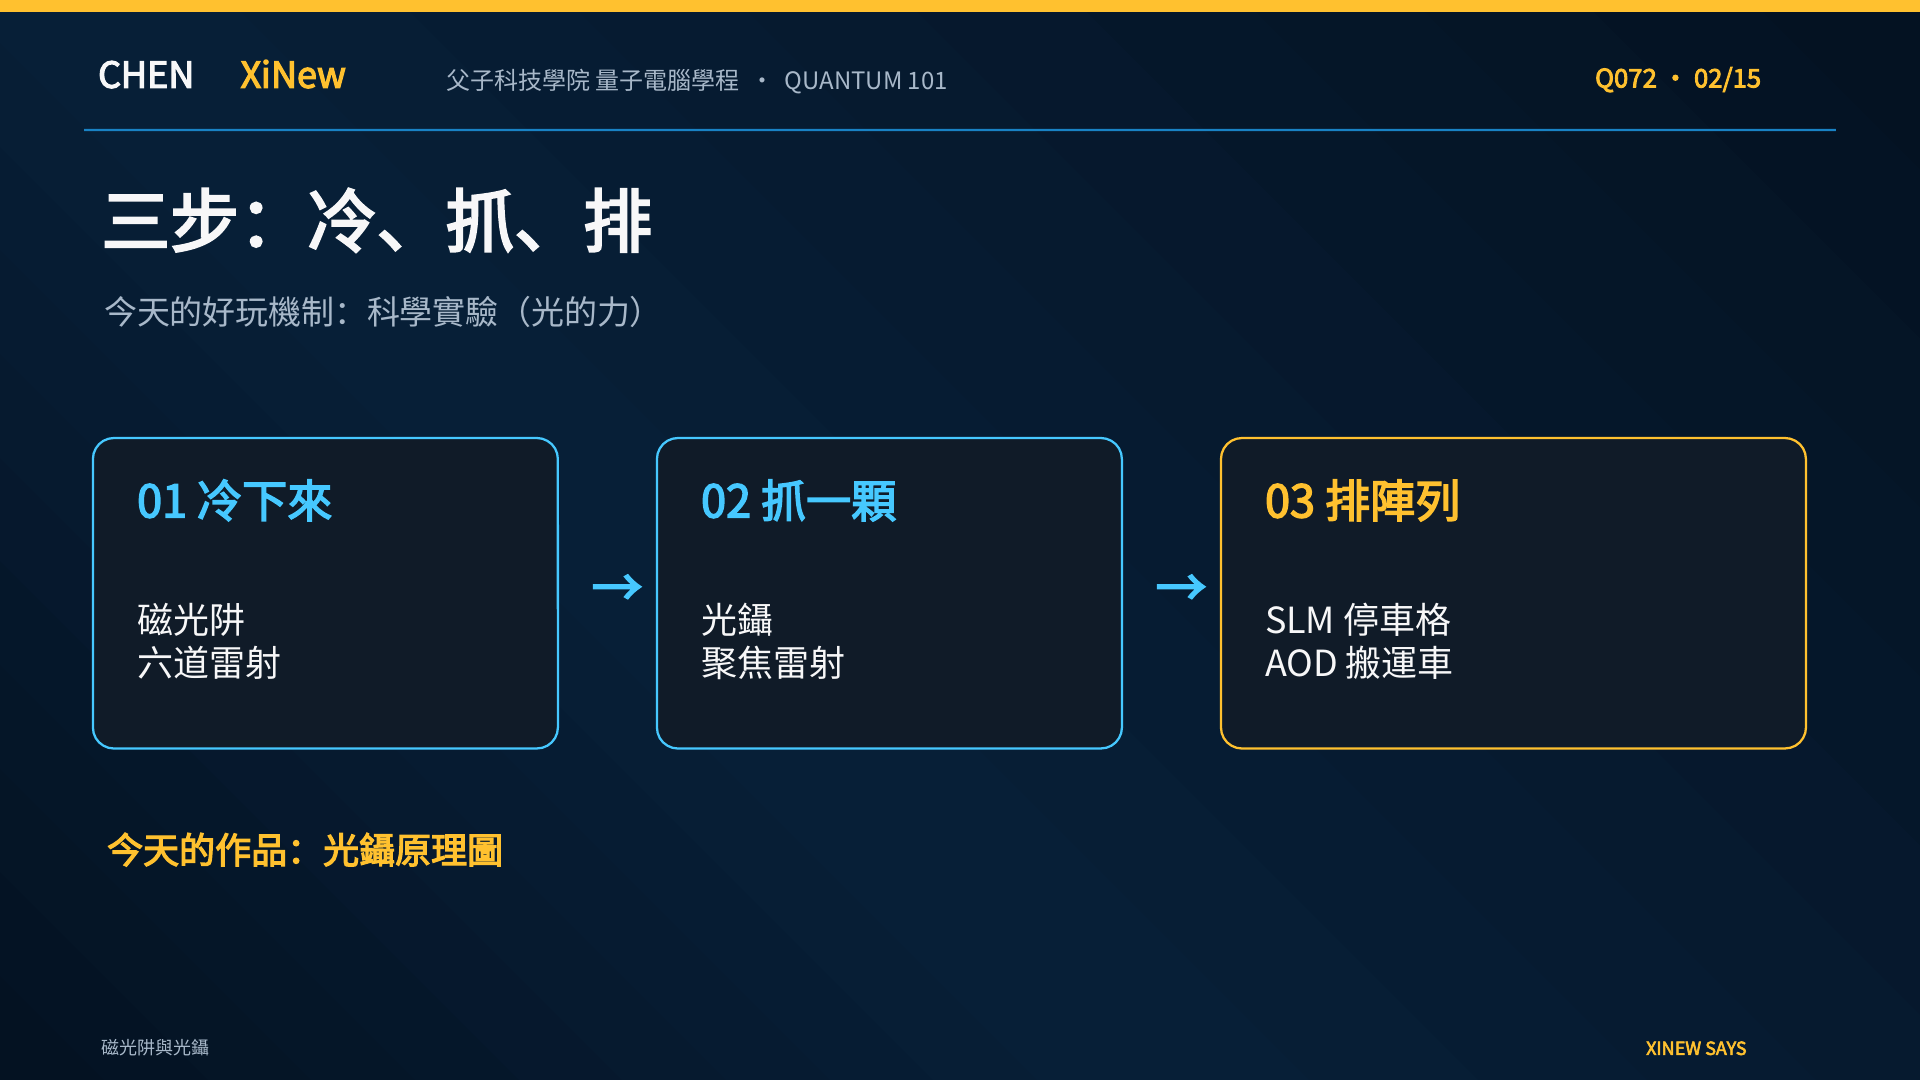 CHEN XiNew 父子科技學院 量子電腦學程 • QUANTUM 101 Q072 • 02/15
三步：冷、抓、排
今天的好玩機制：科學實驗（光的力）
01 冷下來
磁光阱
六道雷射
→
02 抓一顆
光鑷
聚焦雷射
→
03 排陣列
SLM 停車格
AOD 搬運車
今天的作品：光鑷原理圖
磁光阱與光鑷 XINEW SAYS